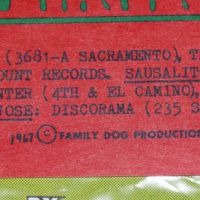 (3681-A SACRAMENTO), T
OUNT RECORDS. SAUSALIT
NTER (4TH & EL CAMINO),
JOSE: DISCORAMA (235 S
1967 © FAMILY DOG PRODUCTION